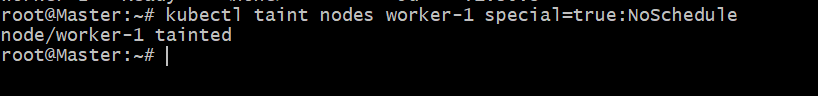 root@Master:~# kubectl taint nodes worker-1 special=true:NoSchedule
node/worker-1 tainted
root@Master:~#